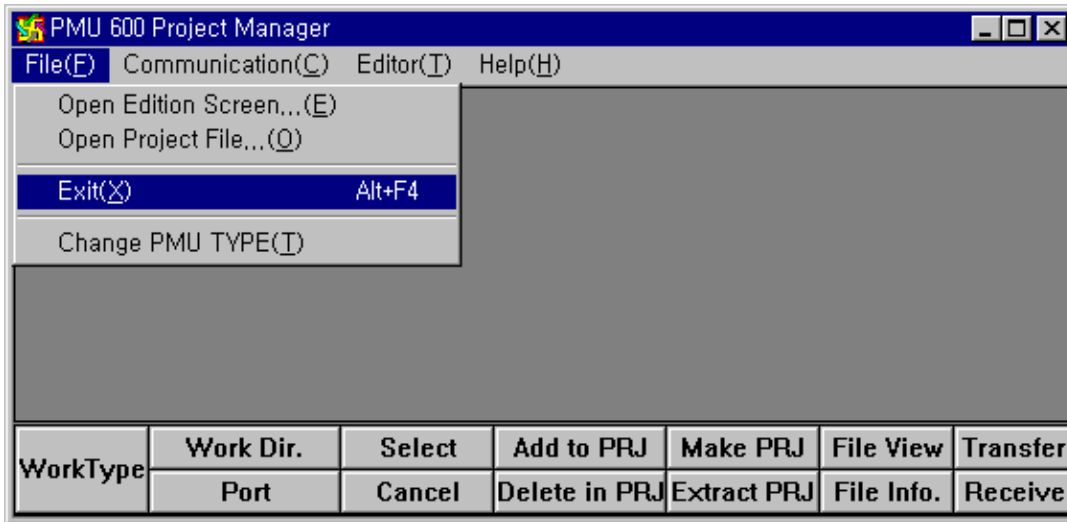 PMU 600 Project Manager
File(F) Communication(C) Editor(T) Help(H)
Open Edition Screen,,,(E)
Open Project File,,,(O)
Exit(X) Alt+F4
Change PMU TYPE(T)
WorkType
Work Dir. Select Add to PRJ Make PRJ File View Transfer
Port Cancel Delete in PRJ Extract PRJ File Info. Receive